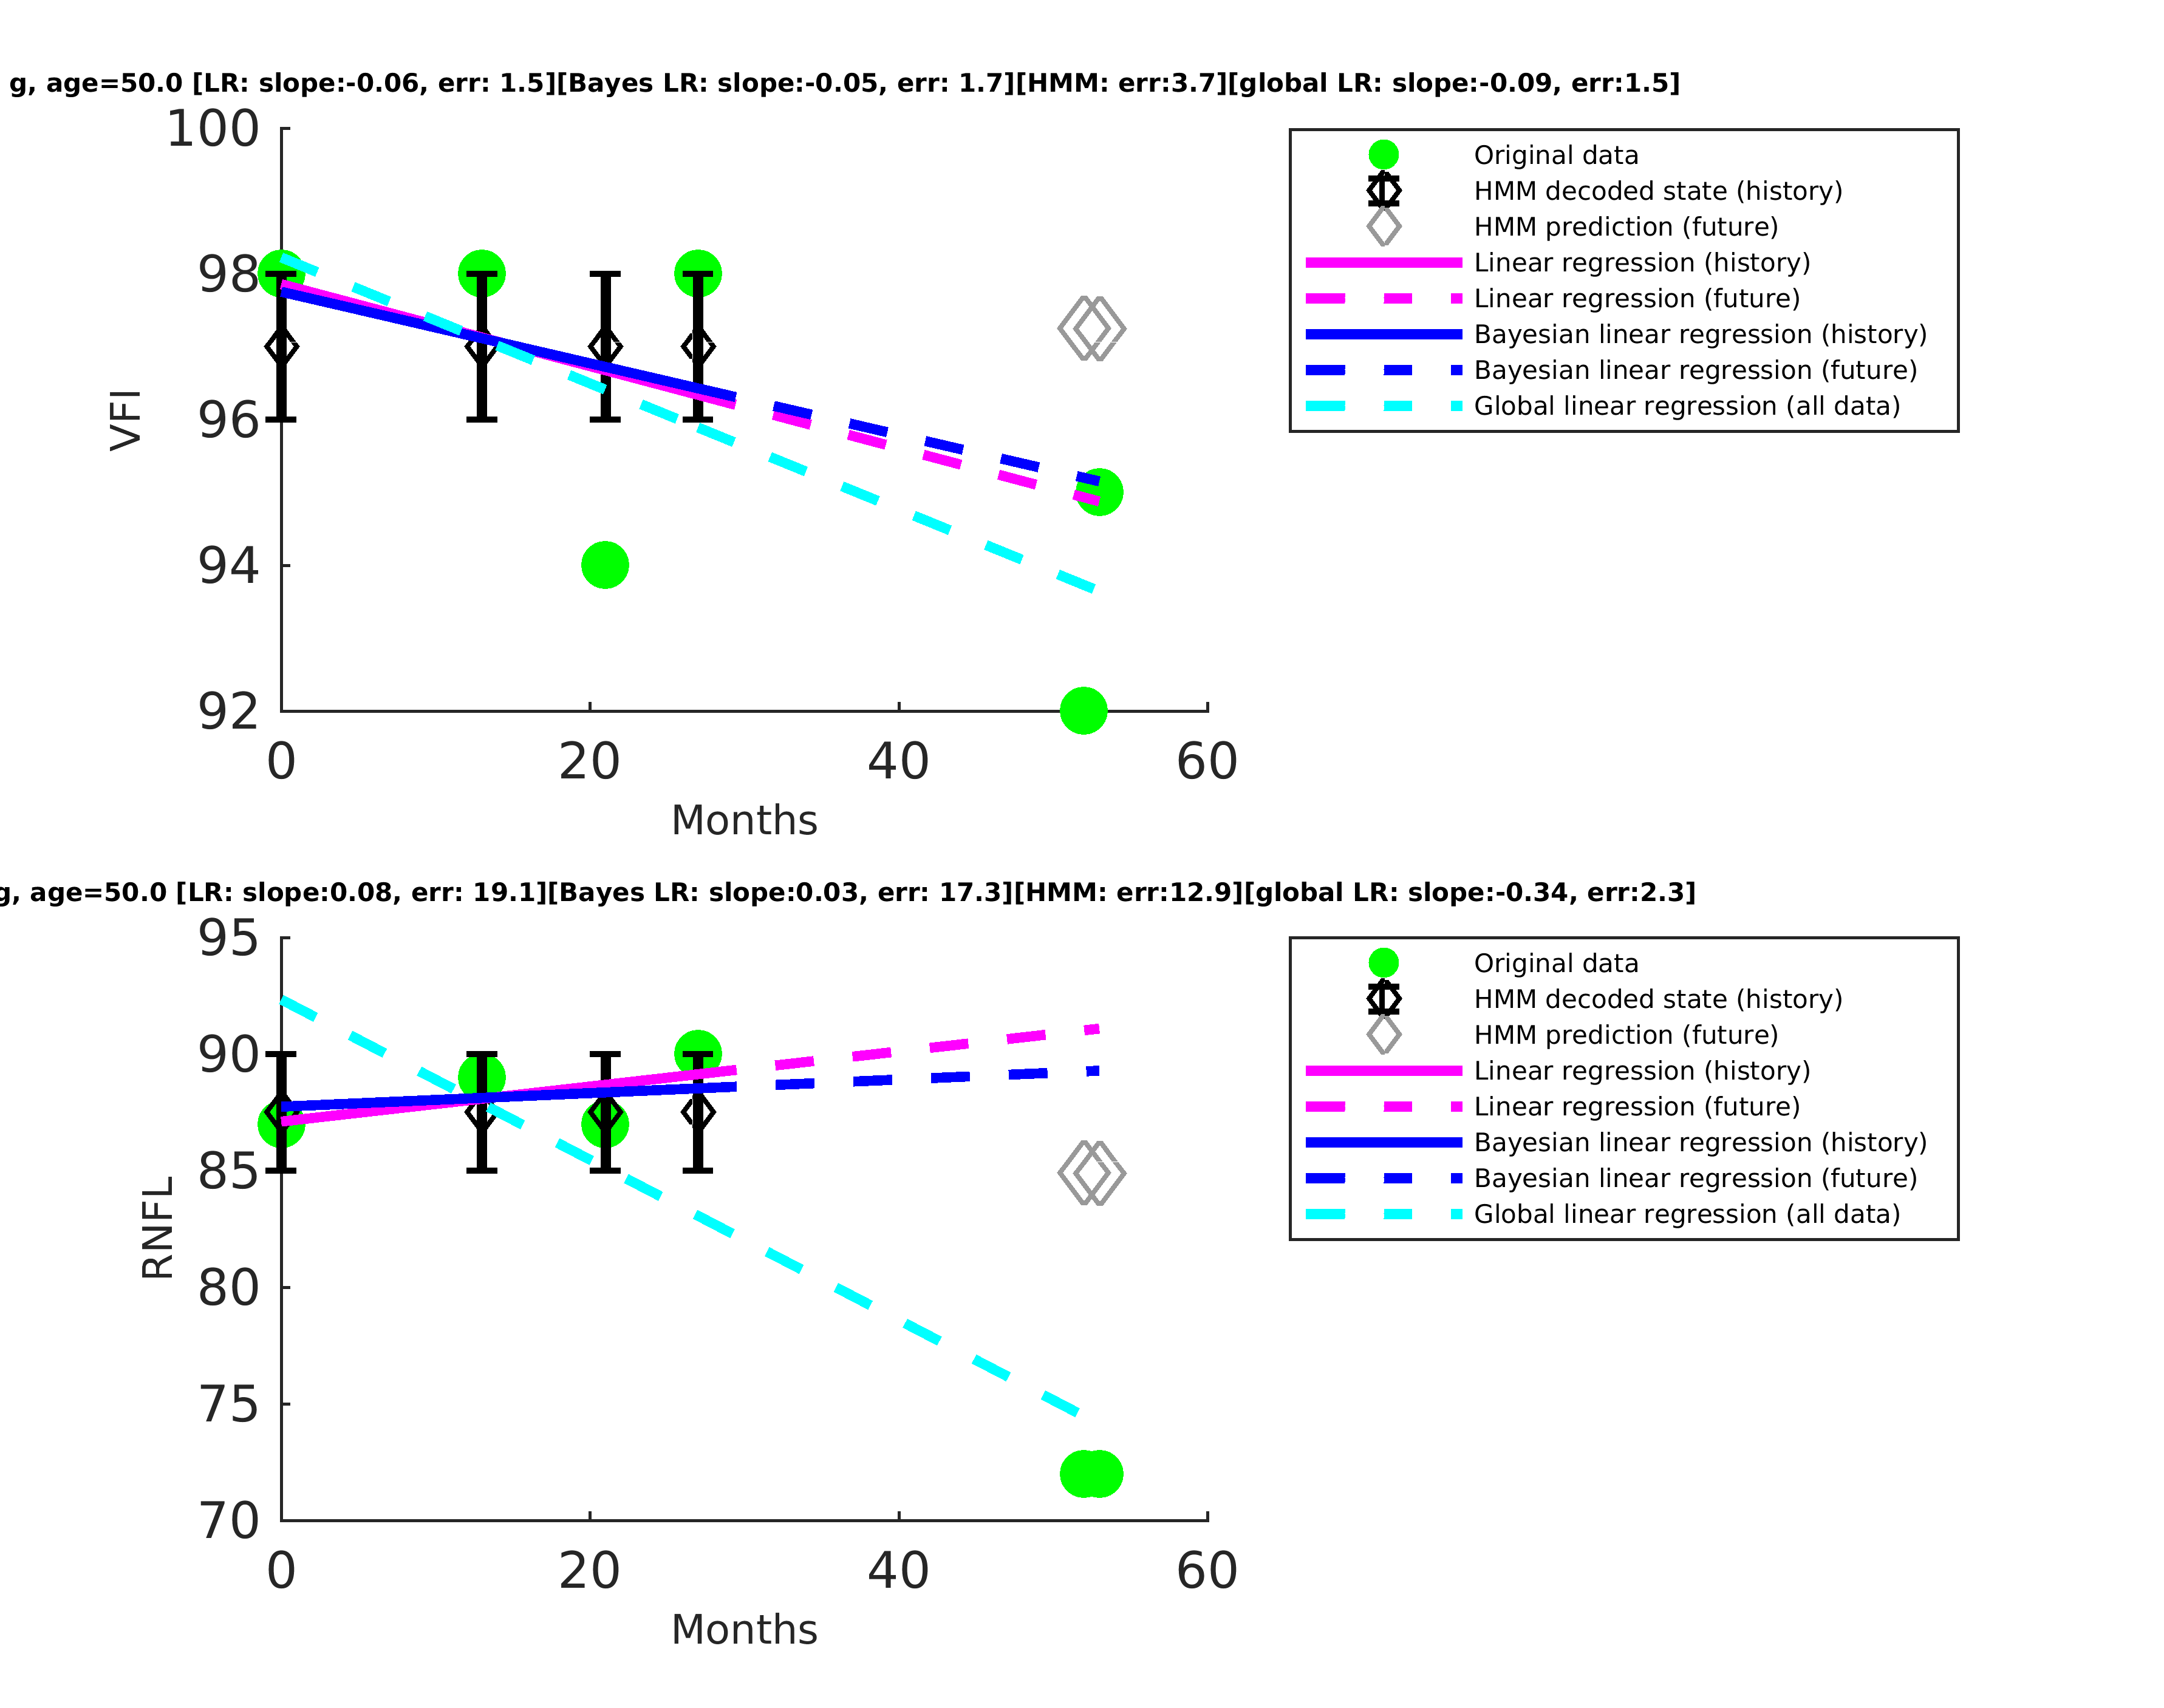 g, age=50.0 [LR: slope:-0.06, err: 1.5][Bayes LR: slope:-0.05, err: 1.7][HMM: err:3.7][global LR: slope:-0.09, err:1.5]
100
98
96
94
92
VFI
0 20 40 60
Months
Original data
HMM decoded state (history)
HMM prediction (future)
Linear regression (history)
Linear regression (future)
Bayesian linear regression (history)
Bayesian linear regression (future)
Global linear regression (all data)
g, age=50.0 [LR: slope:0.08, err: 19.1][Bayes LR: slope:0.03, err: 17.3][HMM: err:12.9][global LR: slope:-0.34, err:2.3]
95
90
85
80
75
70
RNFL
0 20 40 60
Months
Original data
HMM decoded state (history)
HMM prediction (future)
Linear regression (history)
Linear regression (future)
Bayesian linear regression (history)
Bayesian linear regression (future)
Global linear regression (all data)